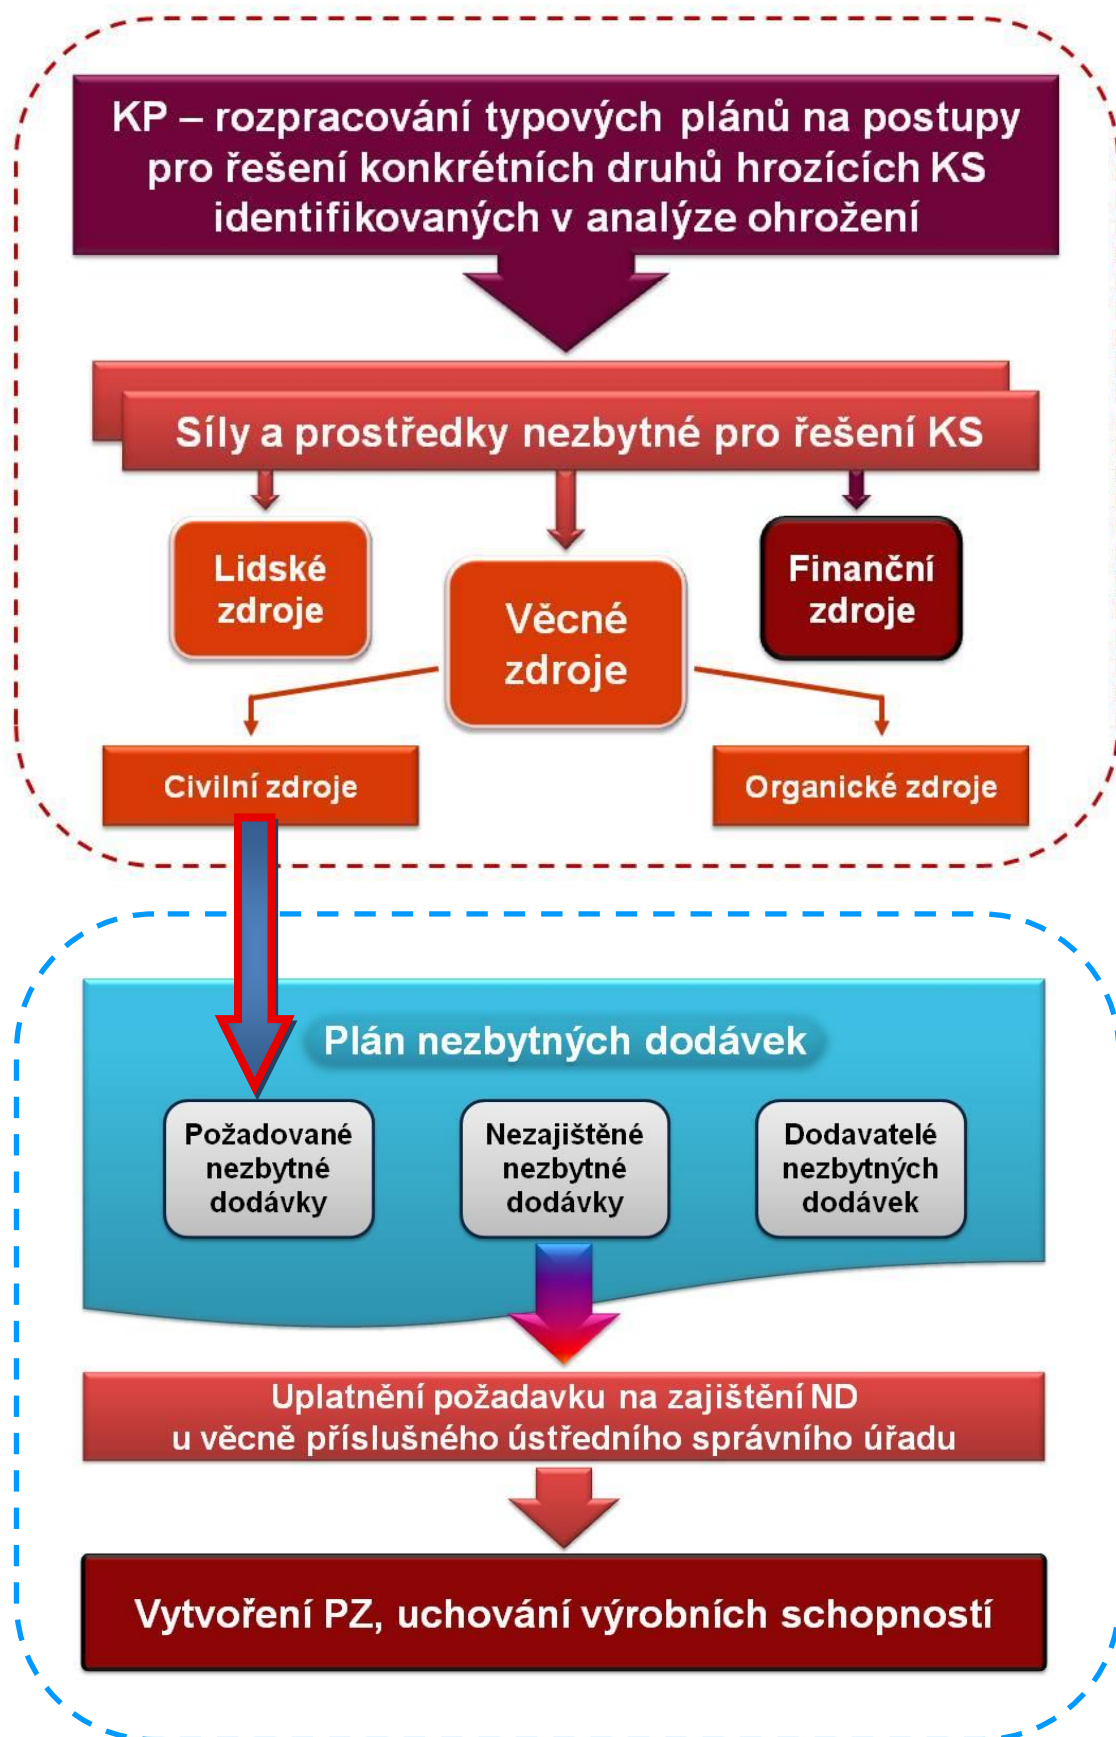 KP – rozpracování typových plánů na postupy
pro řešení konkrétních druhů hrozících KS
identifikovaných v analýze ohrožení
Síly a prostředky nezbytné pro řešení KS
Lidské
zdroje
Věcné
zdroje
Finanční
zdroje
Civilní zdroje
Organické zdroje
Plán nezbytných dodávek
Požadované
nezbytné
dodávky
Nezajištěné
nezbytné
dodávky
Dodavatelé
nezbytných
dodávek
Uplatnění požadavku na zajištění ND
u věcně příslušného ústředního správního úřadu
Vytvoření PZ, uchování výrobních schopností